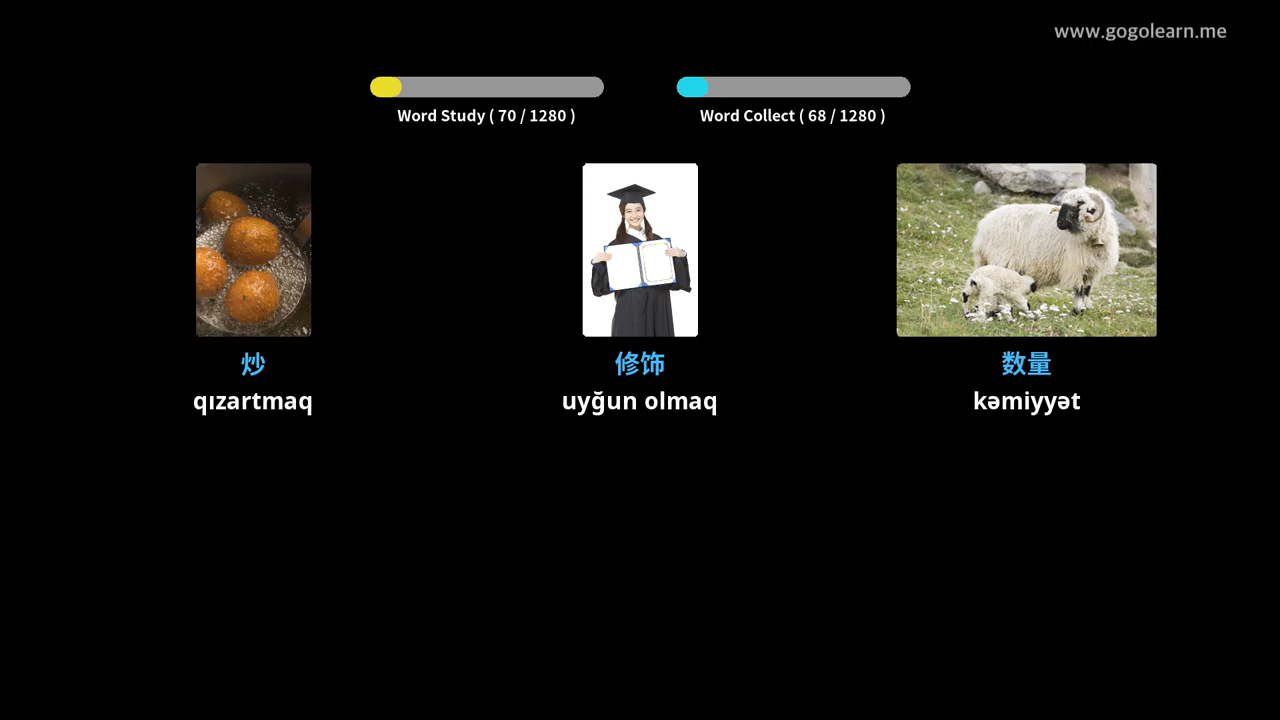 www.gogolearn.me
Word Study ( 70 / 1280 )
Word Collect ( 68 / 1280 )
炒
修饰
数量
qızartmaq
uyğun olmaq
kəmiyyət